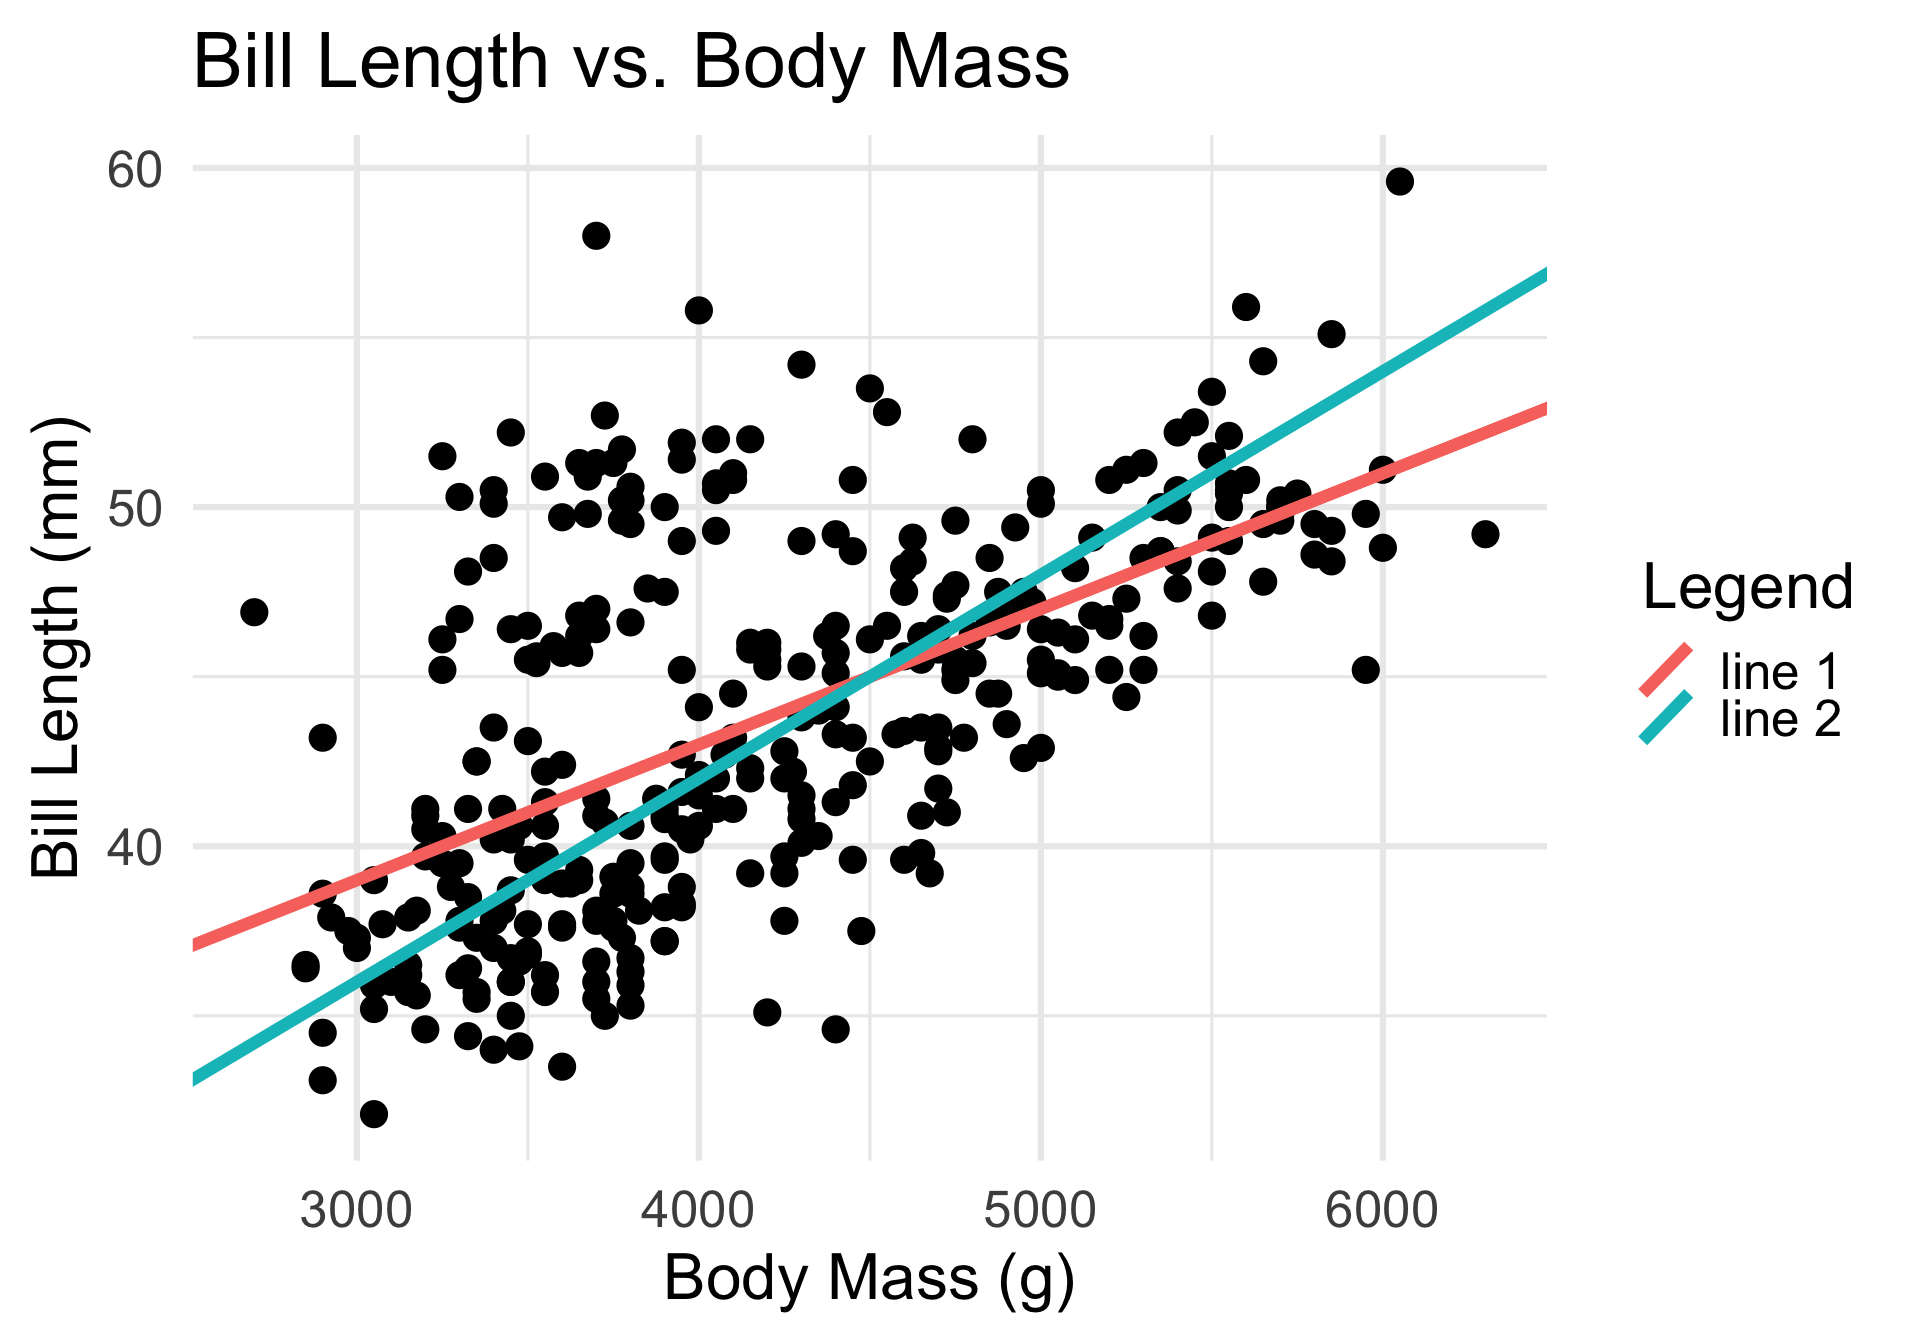 Bill Length vs. Body Mass
60
50
40
Bill Length (mm)
3000 4000 5000 6000
Body Mass (g)
Legend
line 1
line 2